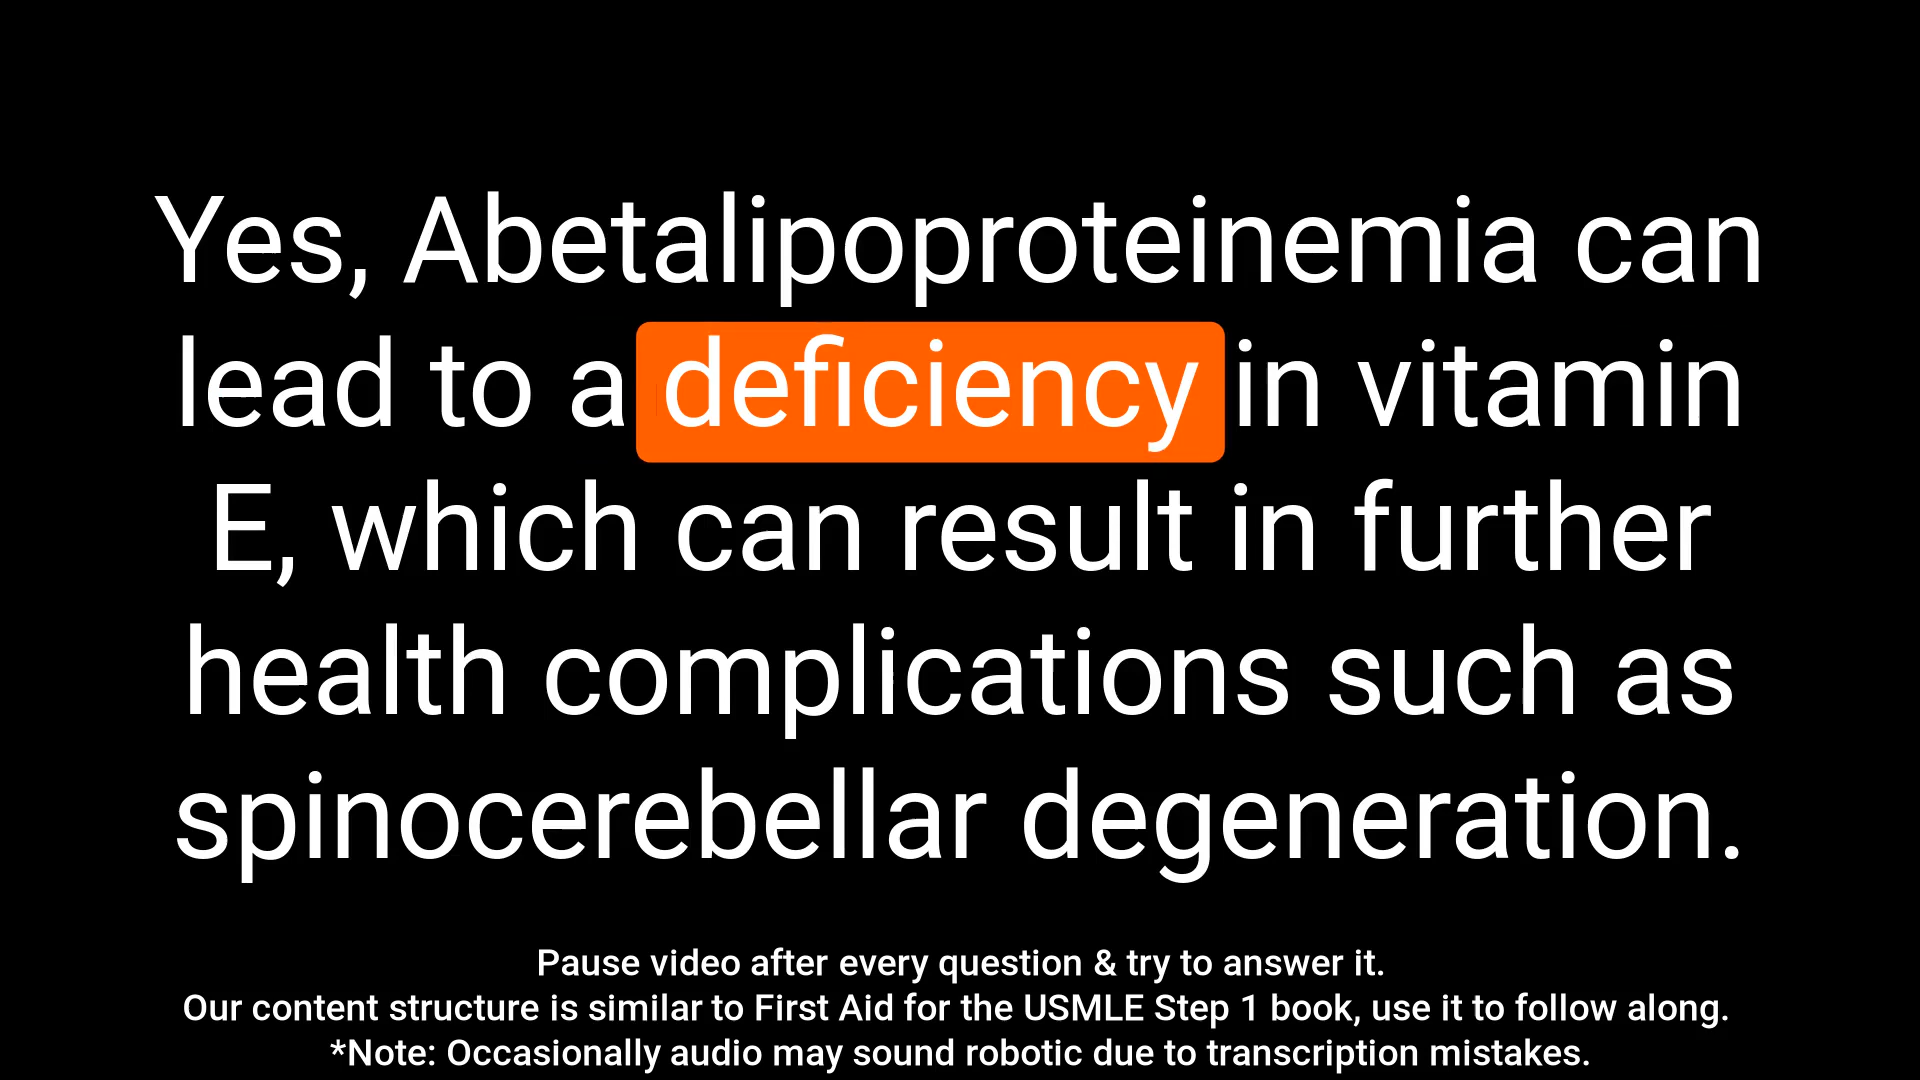 Yes, Abetalipoproteinemia can
lead to a deficiency in vitamin
E, which can result in further
health complications such as
spinocerebellar degeneration.
Pause video after every question & try to answer it.
Our content structure is similar to First Aid for the USMLE Step 1 book, use it to follow along.
*Note: Occasionally audio may sound robotic due to transcription mistakes.